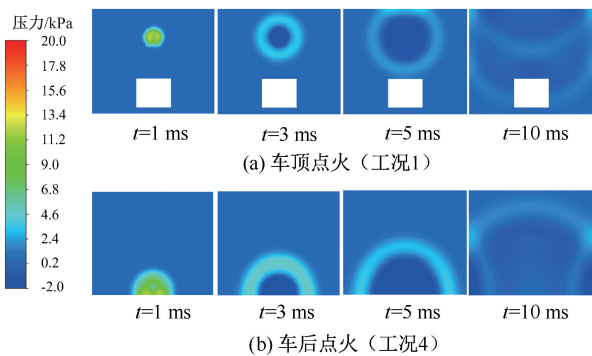 压力/kPa
20.0
17.8
15.6
13.4
11.2
9.0
6.8
4.6
2.4
0.2
-2.0
t=1 ms
t=3 ms
t=5 ms
t=10 ms
(a) 车顶点火（工况1）
t=1 ms
t=3 ms
t=5 ms
t=10 ms
(b) 车后点火（工况4）